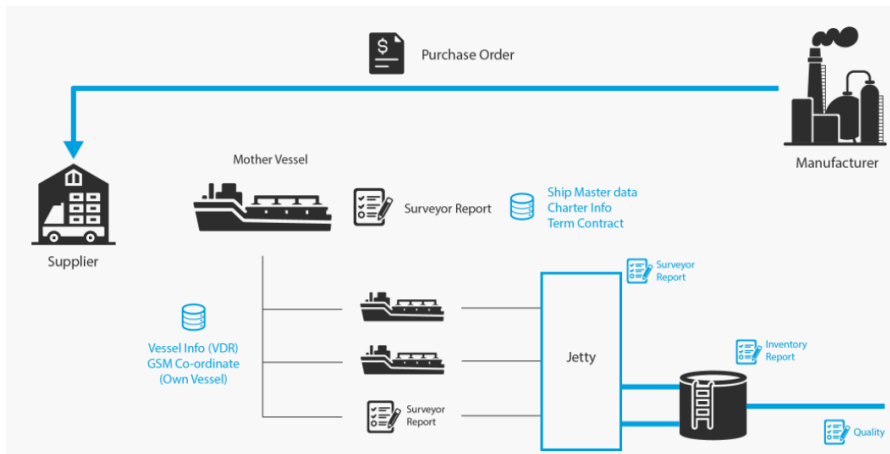 $
Purchase Order
Manufacturer
Mother Vessel
Surveyor Report
Ship Master data
Charter Info
Term Contract
Supplier
Surveyor
Report
Vessel Info (VDR)
GSM Co-ordinate
(Own Vessel)
Jetty
Inventory
Report
Surveyor
Report
Quality